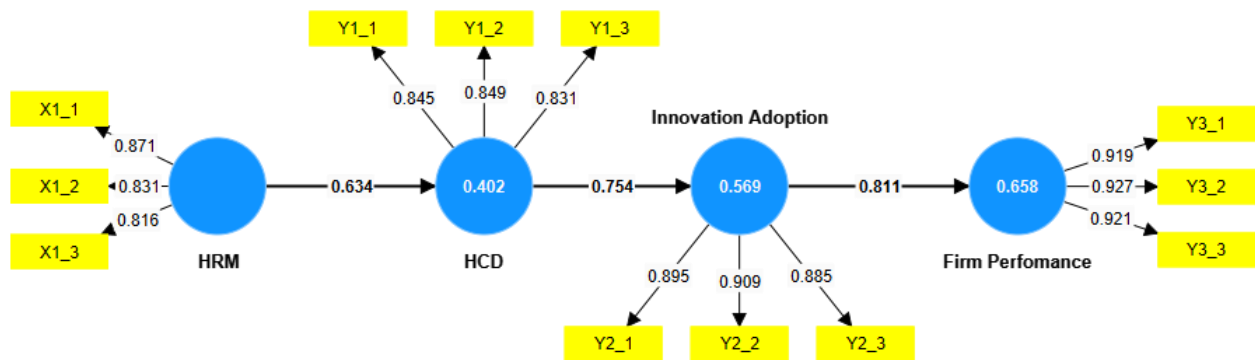 Y1_1
Y1_2
Y1_3
0.845
0.849
0.831
X1_1
X1_2
X1_3
0.871
0.831
0.816
HRM
0.634
0.402
HCD
0.754
Innovation Adoption
0.569
0.895
0.909
0.885
Y2_1
Y2_2
Y2_3
0.811
0.658
Firm Perfomance
0.919
0.927
0.921
Y3_1
Y3_2
Y3_3